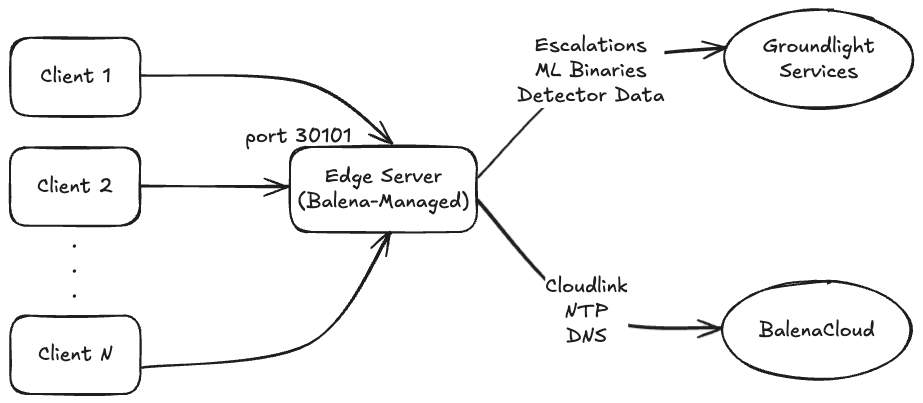 Client 1
Client 2
Client N
port 30101
Edge Server
(Balena-Managed)
Escalations
ML Binaries
Detector Data
Groundlight
Services
Cloudlink
NTP
DNS
BalenaCloud